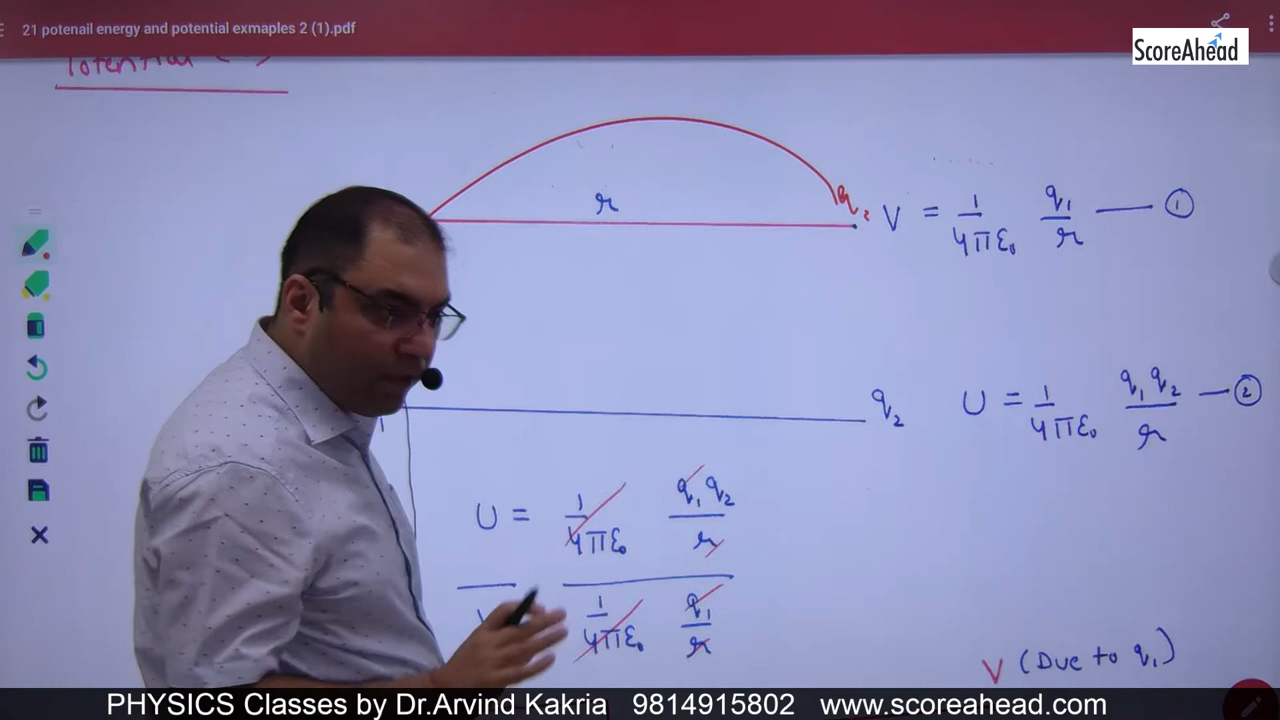 21 potenail energy and potential exmaples 2 (1).pdf
ScoreAhead
Potential
r
q₂ V = 1/4πε₀ q₁/r — ①
q₂ U = 1/4πε₀ q₁q₂/r — ②
U = 1/4πε₀ q₁q₂/r
1/4πε₀ q₁/r
V (Due to q₁)
PHYSICS Classes by Dr.Arvind Kakria 9814915802 www.scoreahead.com